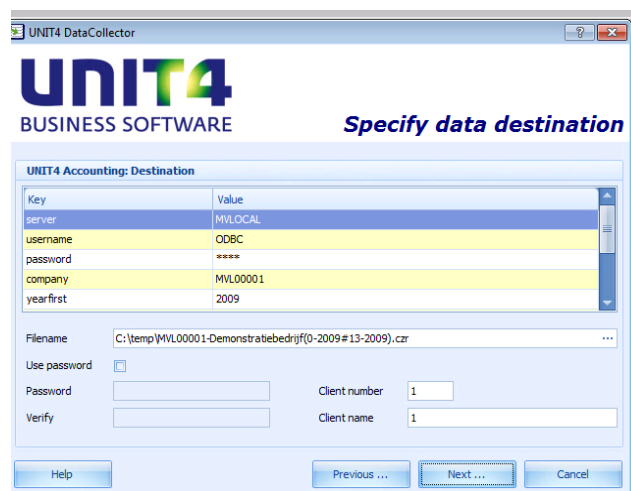 UNIT4 DataCollector
UNIT4
BUSINESS SOFTWARE
Specify data destination
UNIT4 Accounting: Destination
Key Value
server MVLOCAL
username ODBC
password ****
company MVL00001
yearfirst 2009
Filename C:\temp\MVL00001-Demonstratiebedrijf(0-2009#13-2009).czr ...
Use password
Password Client number 1
Verify Client name 1
Help Previous ... Next ... Cancel